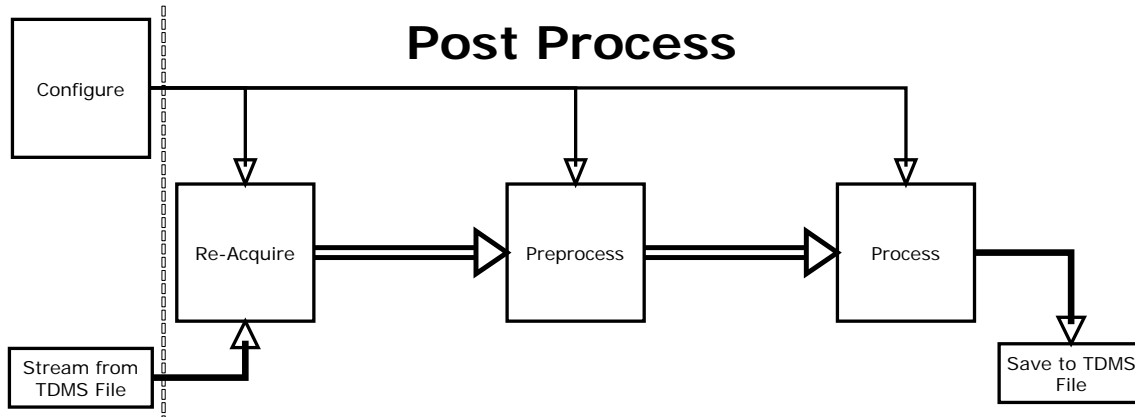 Post Process
Configure
Re-Acquire
Preprocess
Process
Stream from
TDMS File
Save to TDMS
File